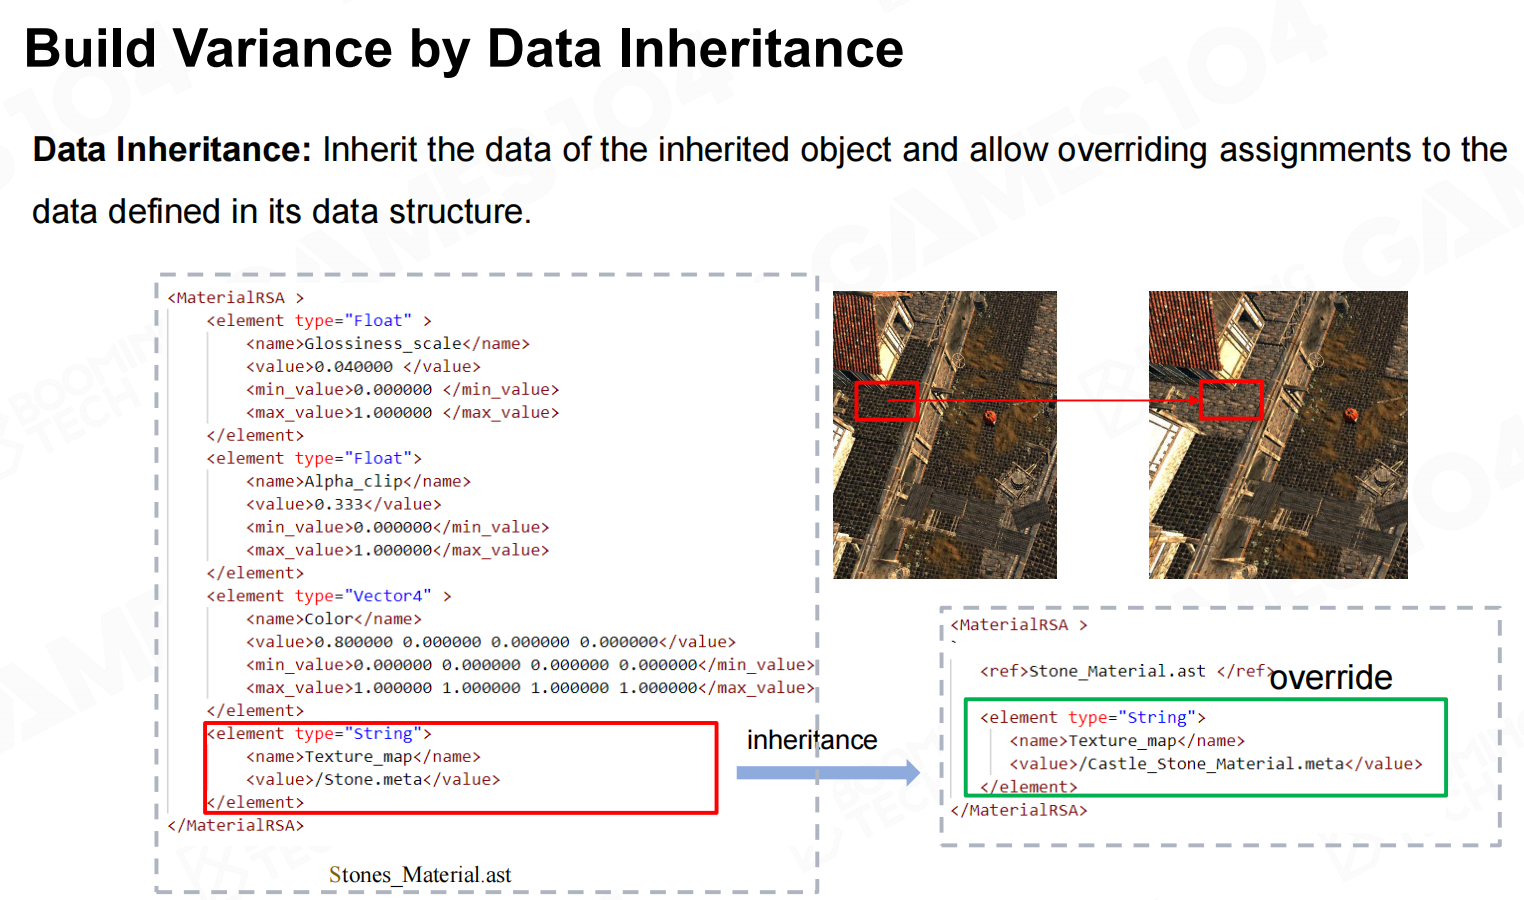 Build Variance by Data Inheritance
Data Inheritance: Inherit the data of the inherited object and allow overriding assignments to the
data defined in its data structure.
<MaterialRSA >
<element type="Float" >
<name>Glossiness_scale</name>
<value>0.040000 </value>
<min_value>0.000000 </min_value>
<max_value>1.000000 </max_value>
</element>
<element type="Float">
<name>Alpha_clip</name>
<value>0.333</value>
<min_value>0.000000</min_value>
<max_value>1.000000</max_value>
</element>
<element type="Vector4" >
<name>Color</name>
<value>0.800000 0.000000 0.000000 0.000000</value>
<min_value>0.000000 0.000000 0.000000 0.000000</min_value>
<max_value>1.000000 1.000000 1.000000 1.000000</max_value>
</element>
<element type="String">
<name>Texture_map</name>
<value>/Stone.meta</value>
</element>
</MaterialRSA>
Stones_Material.ast
inheritance
<MaterialRSA >
`
<ref>Stone_Material.ast </ref>
override
<element type="String">
<name>Texture_map</name>
<value>/Castle_Stone_Material.meta</value>
</element>
</MaterialRSA>
GAMES104
BOOMING
TECH